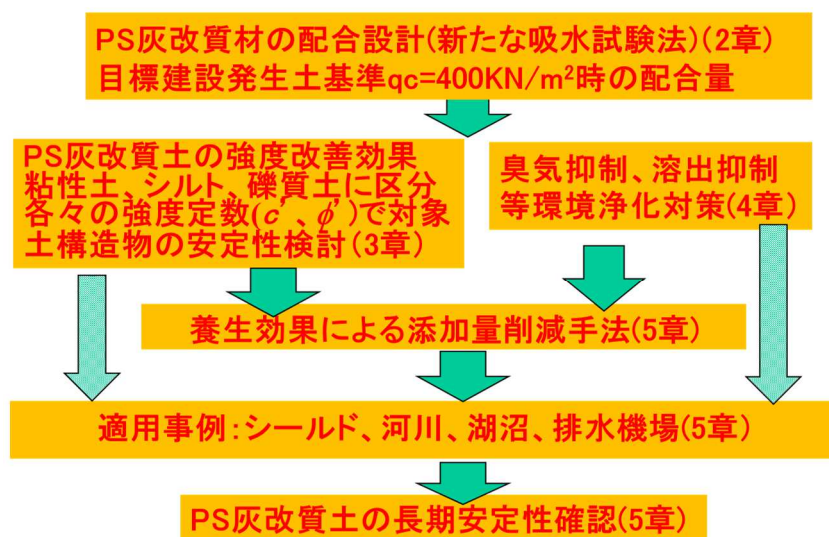 PS灰改質材の配合設計(新たな吸水試験法)(2章)
目標建設発生土基準qc=400KN/m²時の配合量
PS灰改質土の強度改善効果
粘性土、シルト、礫質土に区分
各々の強度定数(c’、ϕ’)で対象
土構造物の安定性検討(3章)
臭気抑制、溶出抑制
等環境浄化対策(4章)
養生効果による添加量削減手法(5章)
適用事例:シールド、河川、湖沼、排水機場(5章)
PS灰改質土の長期安定性確認(5章)